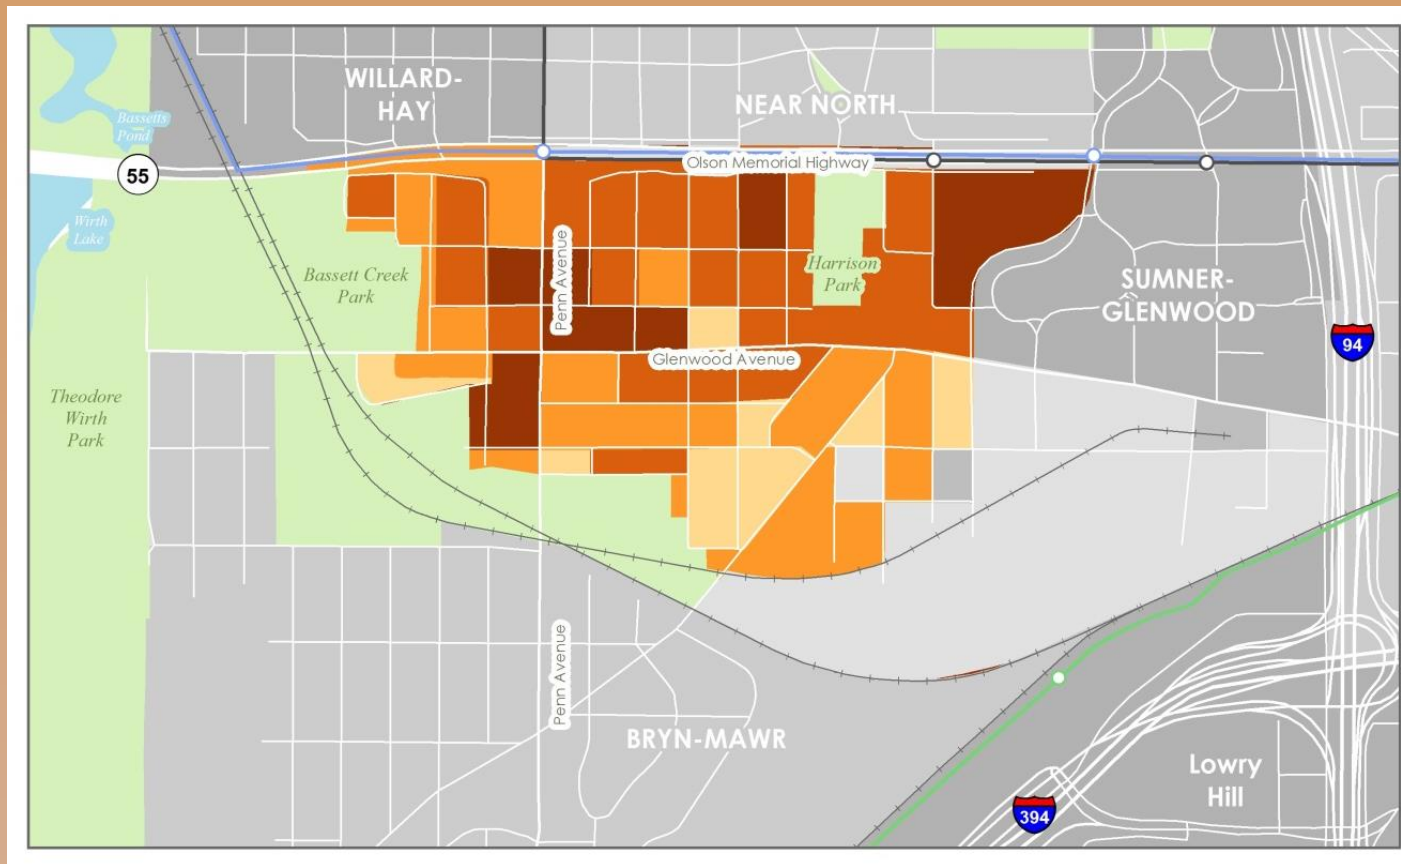 WILLARD-
HAY
NEAR NORTH
Bassetts
Pond
Olson Memorial Highway
55
Wirth
Lake
Penn Avenue
Bassett Creek
Park
Harrison
Park
SUMNER-
GLENWOOD
94
Glenwood Avenue
Theodore
Wirth
Park
Penn Avenue
BRYN-MAWR
Lowry
Hill
394